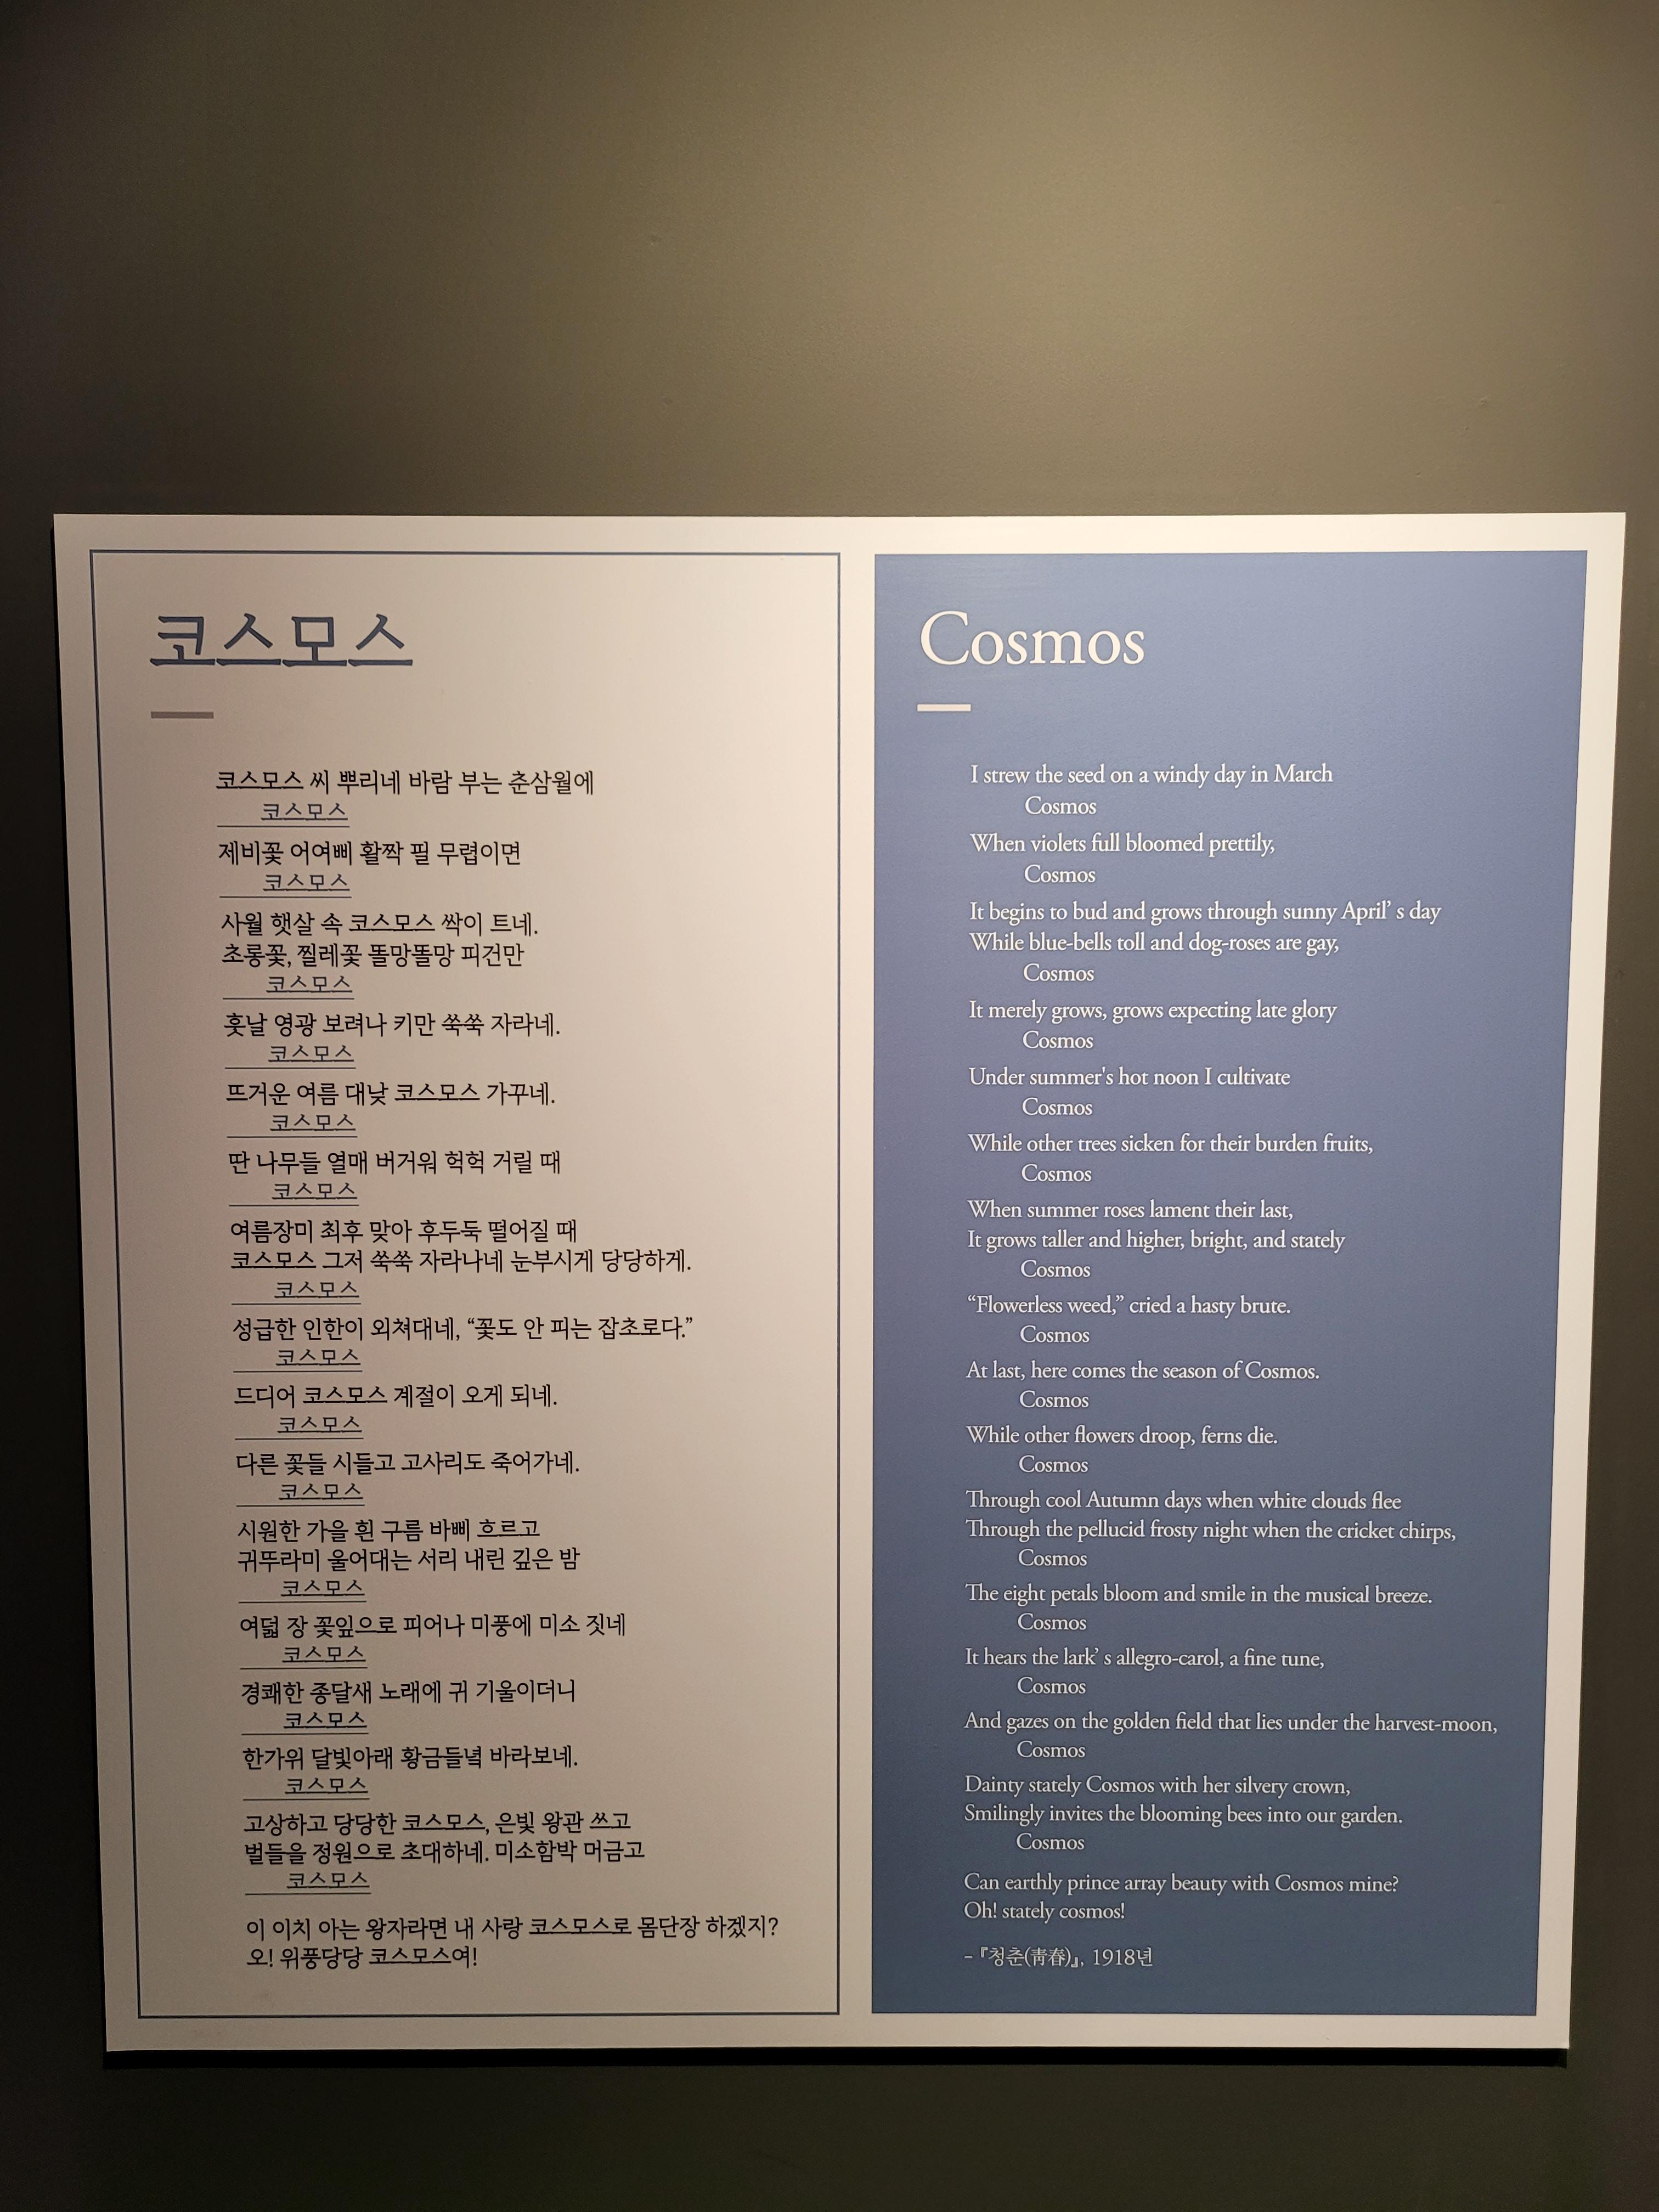 코스모스
코스모스 씨 뿌리네 바람 부는 춘삼월에
코스모스
제비꽃 어여삐 활짝 필 무렵이면
코스모스
사월 햇살 속 코스모스 싹이 트네.
초롱꽃, 찔레꽃 똘망똘망 피건만
코스모스
훗날 영광 보려나 키만 쑥쑥 자라네.
코스모스
뜨거운 여름 대낮 코스모스 가꾸네.
코스모스
딴 나무들 열매 버거워 헉헉 거릴 때
코스모스
여름장미 최후 맞아 후두둑 떨어질 때
코스모스 그저 쑥쑥 자라나네 눈부시게 당당하게.
코스모스
성급한 인한이 외쳐대네, “꽃도 안 피는 잡초로다.”
코스모스
드디어 코스모스 계절이 오게 되네.
코스모스
다른 꽃들 시들고 고사리도 죽어가네.
코스모스
시원한 가을 흰 구름 바삐 흐르고
귀뚜라미 울어대는 서리 내린 깊은 밤
코스모스
여덟 장 꽃잎으로 피어나 미풍에 미소 짓네
코스모스
경쾌한 종달새 노래에 귀 기울이더니
코스모스
한가위 달빛아래 황금들녘 바라보네.
코스모스
고상하고 당당한 코스모스, 은빛 왕관 쓰고
벌들을 정원으로 초대하네. 미소함박 머금고
코스모스
이 이치 아는 왕자라면 내 사랑 코스모스로 몸단장 하겠지?
오! 위풍당당 코스모스여!
Cosmos
I strew the seed on a windy day in March
Cosmos
When violets full bloomed prettily,
Cosmos
It begins to bud and grows through sunny April’ s day
While blue-bells toll and dog-roses are gay,
Cosmos
It merely grows, grows expecting late glory
Cosmos
Under summer's hot noon I cultivate
Cosmos
While other trees sicken for their burden fruits,
Cosmos
When summer roses lament their last,
It grows taller and higher, bright, and stately
Cosmos
“Flowerless weed,” cried a hasty brute.
Cosmos
At last, here comes the season of Cosmos.
Cosmos
While other flowers droop, ferns die.
Cosmos
Through cool Autumn days when white clouds flee
Through the pellucid frosty night when the cricket chirps,
Cosmos
The eight petals bloom and smile in the musical breeze.
Cosmos
It hears the lark’ s allegro-carol, a fine tune,
Cosmos
And gazes on the golden field that lies under the harvest-moon,
Cosmos
Dainty stately Cosmos with her silvery crown,
Smilingly invites the blooming bees into our garden.
Cosmos
Can earthly prince array beauty with Cosmos mine?
Oh! stately cosmos!
-『청춘(靑春)』, 1918년